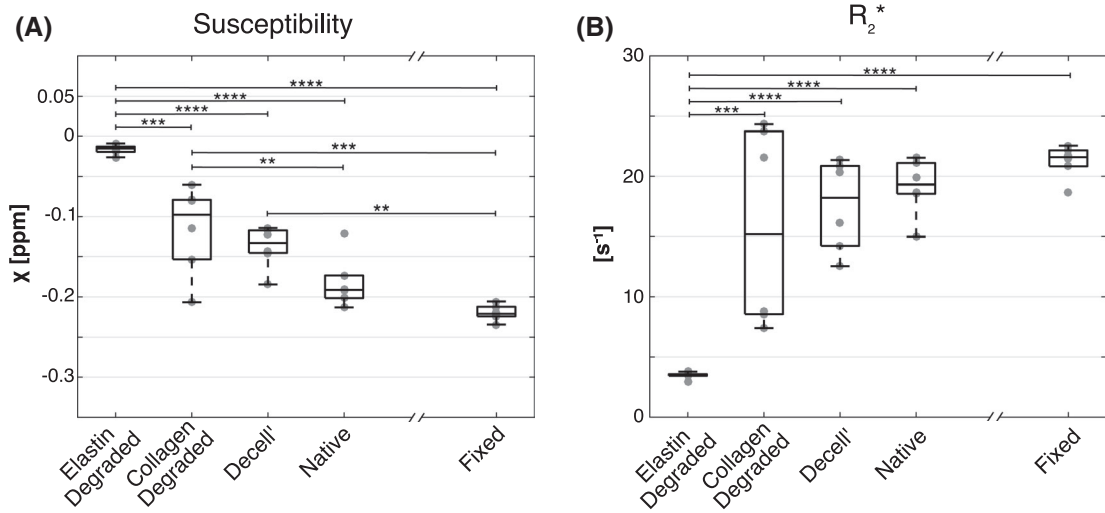 (A)
Susceptibility
χ [ppm]
0.05
0
-0.1
-0.2
-0.3
****
****
****
***
***
**
**
Elastin
Degraded
Collagen
Degraded
Decell'
Native
Fixed
(B)
R₂*
[s⁻¹]
30
20
10
0
****
****
****
***
Elastin
Degraded
Collagen
Degraded
Decell'
Native
Fixed